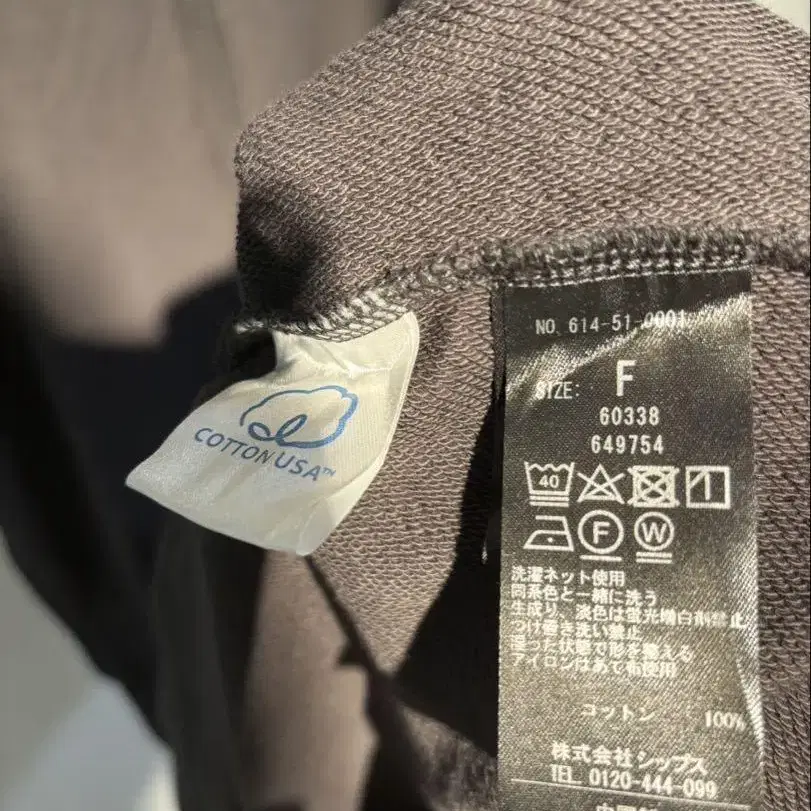 COTTON USA™
NO. 614-51-0001
SIZE: F
60338
649754
40
F W
洗濯ネット使用
同系色と一緒に洗う
生成り、淡色は蛍光増白剤禁止
つけ置き洗い禁止
湿った状態で形を整える
アイロンはあて布使用
コットン 100%
株式会社シップス
TEL. 0120-444-099